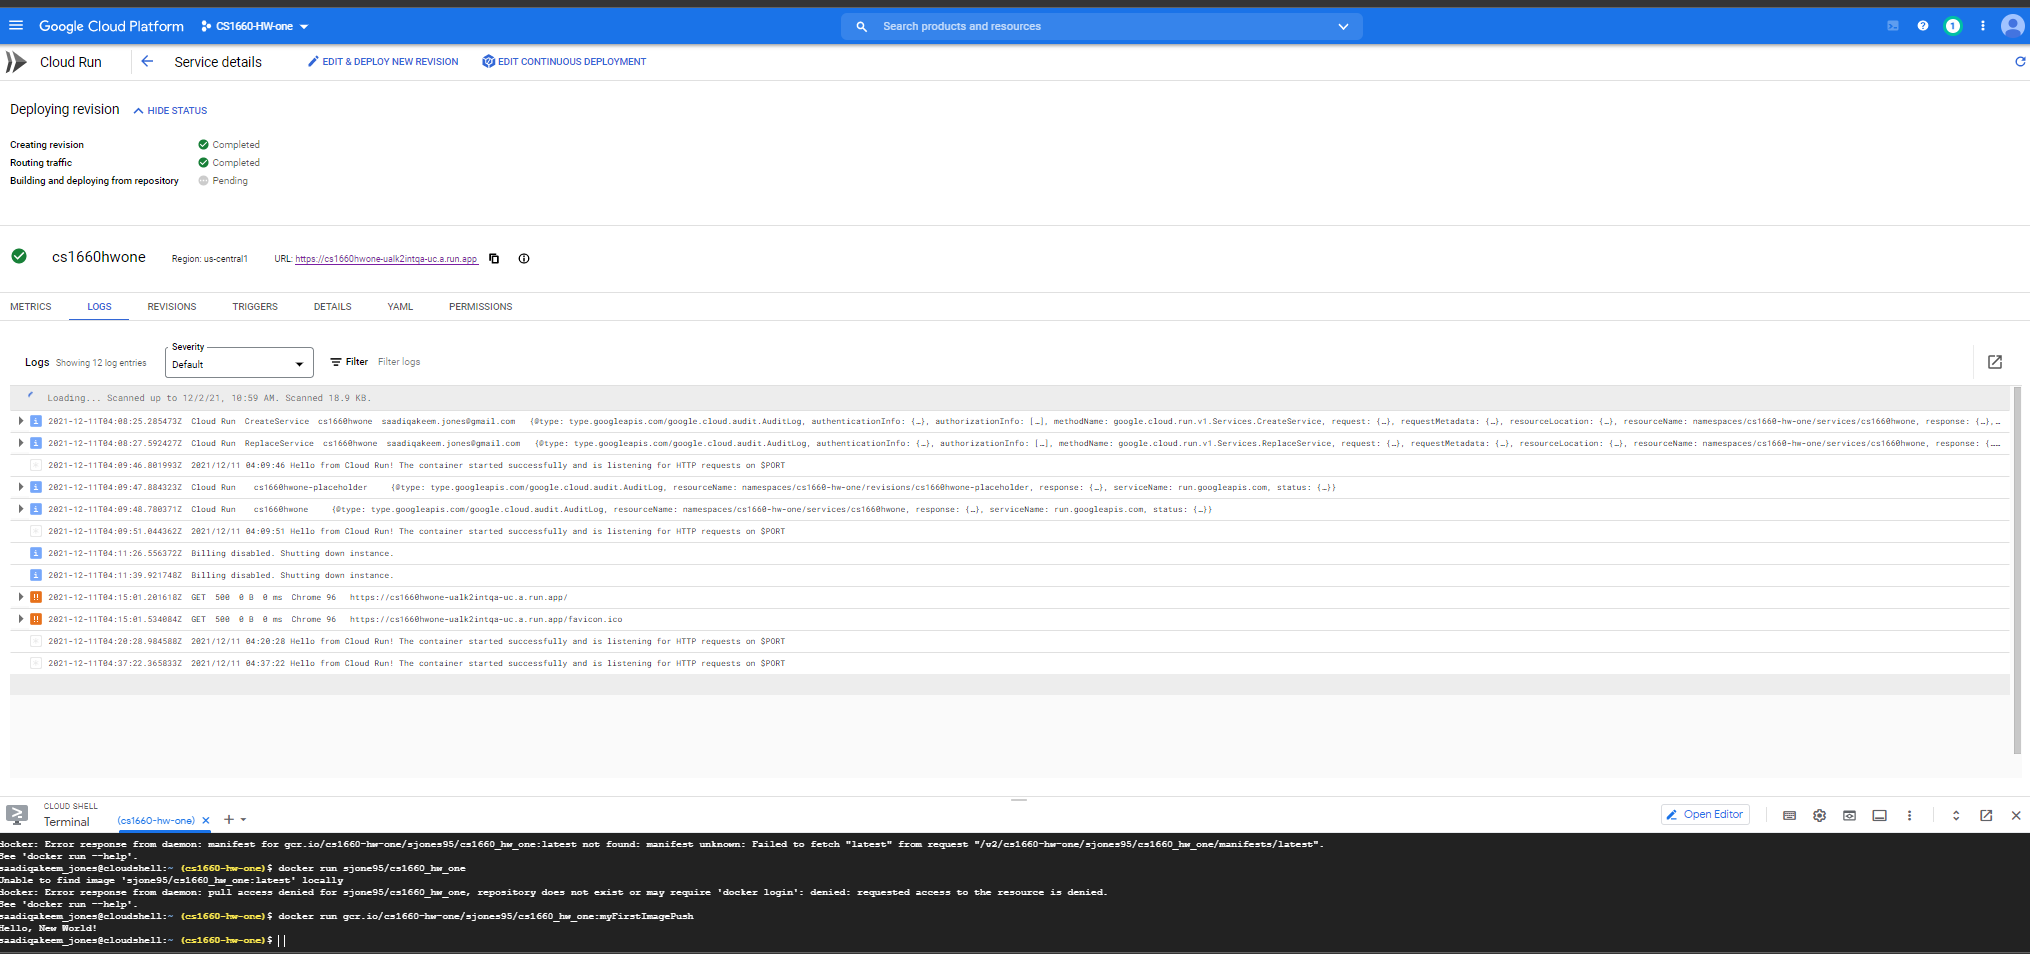 Google Cloud Platform CS1660-HW-one Search products and resources 1
Cloud Run Service details EDIT & DEPLOY NEW REVISION EDIT CONTINUOUS DEPLOYMENT
Deploying revision HIDE STATUS
Creating revision Completed
Routing traffic Completed
Building and deploying from repository Pending
cs1660hwone Region: us-central1 URL: https://cs1660hwone-ualk2intqa-uc.a.run.app
METRICS LOGS REVISIONS TRIGGERS DETAILS YAML PERMISSIONS
Severity
Logs Showing 12 log entries Default Filter Filter logs
Loading... Scanned up to 12/2/21, 10:59 AM. Scanned 18.9 KB.
2021-12-11T04:08:25.285473Z Cloud Run CreateService cs1660hwone saadiqakeem.jones@gmail.com {@type: type.googleapis.com/google.cloud.audit.AuditLog, authenticationInfo: {…}, authorizationInfo: […], methodName: google.cloud.run.v1.Services.CreateService, request: {…}, requestMetadata: {…}, resourceLocation: {…}, resourceName: namespaces/cs1660-hw-one/services/cs1660hwone, response: {…},…
2021-12-11T04:08:27.592427Z Cloud Run ReplaceService cs1660hwone saadiqakeem.jones@gmail.com {@type: type.googleapis.com/google.cloud.audit.AuditLog, authenticationInfo: {…}, authorizationInfo: […], methodName: google.cloud.run.v1.Services.ReplaceService, request: {…}, requestMetadata: {…}, resourceLocation: {…}, resourceName: namespaces/cs1660-hw-one/services/cs1660hwone, response: {……
2021-12-11T04:09:46.801993Z 2021/12/11 04:09:46 Hello from Cloud Run! The container started successfully and is listening for HTTP requests on $PORT
2021-12-11T04:09:47.884323Z Cloud Run cs1660hwone-placeholder {@type: type.googleapis.com/google.cloud.audit.AuditLog, resourceName: namespaces/cs1660-hw-one/revisions/cs1660hwone-placeholder, response: {…}, serviceName: run.googleapis.com, status: {…}}
2021-12-11T04:09:48.780371Z Cloud Run cs1660hwone {@type: type.googleapis.com/google.cloud.audit.AuditLog, resourceName: namespaces/cs1660-hw-one/services/cs1660hwone, response: {…}, serviceName: run.googleapis.com, status: {…}}
2021-12-11T04:09:51.044362Z 2021/12/11 04:09:51 Hello from Cloud Run! The container started successfully and is listening for HTTP requests on $PORT
2021-12-11T04:11:26.556372Z Billing disabled. Shutting down instance.
2021-12-11T04:11:39.921748Z Billing disabled. Shutting down instance.
2021-12-11T04:15:01.201618Z GET 500 0 B 0 ms Chrome 96 https://cs1660hwone-ualk2intqa-uc.a.run.app/
2021-12-11T04:15:01.534084Z GET 500 0 B 0 ms Chrome 96 https://cs1660hwone-ualk2intqa-uc.a.run.app/favicon.ico
2021-12-11T04:20:28.984588Z 2021/12/11 04:20:28 Hello from Cloud Run! The container started successfully and is listening for HTTP requests on $PORT
2021-12-11T04:37:22.365833Z 2021/12/11 04:37:22 Hello from Cloud Run! The container started successfully and is listening for HTTP requests on $PORT
CLOUD SHELL
Terminal (cs1660-hw-one) Open Editor
docker: Error response from daemon: manifest for gcr.io/cs1660-hw-one/sjones95/cs1660_hw_one:latest not found: manifest unknown: Failed to fetch "latest" from request "/v2/cs1660-hw-one/sjones95/cs1660_hw_one/manifests/latest".
See 'docker run --help'.
saadiqakeem_jones@cloudshell:~ (cs1660-hw-one)$ docker run sjone95/cs1660_hw_one
Unable to find image 'sjone95/cs1660_hw_one:latest' locally
docker: Error response from daemon: pull access denied for sjone95/cs1660_hw_one, repository does not exist or may require 'docker login': denied: requested access to the resource is denied.
See 'docker run --help'.
saadiqakeem_jones@cloudshell:~ (cs1660-hw-one)$ docker run gcr.io/cs1660-hw-one/sjones95/cs1660_hw_one:myFirstImagePush
Hello, New World!
saadiqakeem_jones@cloudshell:~ (cs1660-hw-one)$